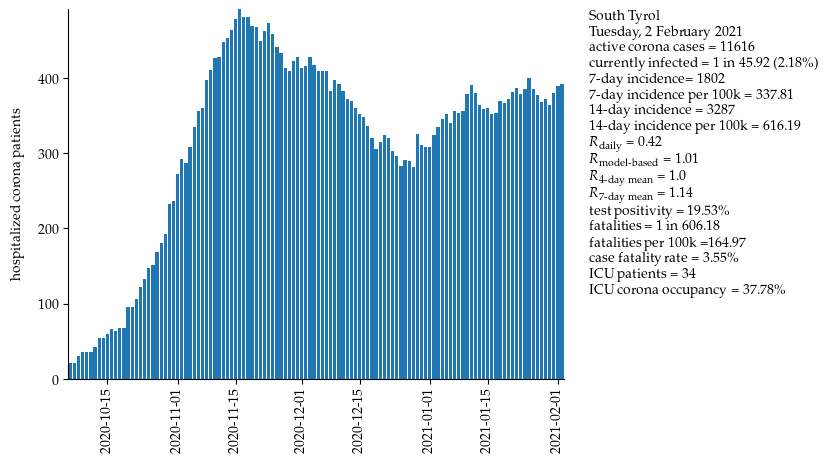 South Tyrol
Tuesday, 2 February 2021
active corona cases = 11616
currently infected = 1 in 45.92 (2.18%)
7-day incidence= 1802
7-day incidence per 100k = 337.81
14-day incidence = 3287
14-day incidence per 100k = 616.19
R daily = 0.42
R model-based = 1.01
R 4-day mean = 1.0
R 7-day mean = 1.14
test positivity = 19.53%
fatalities = 1 in 606.18
fatalities per 100k =164.97
case fatality rate = 3.55%
ICU patients = 34
ICU corona occupancy = 37.78%
hospitalized corona patients
400
300
200
100
0
2020-10-15
2020-11-01
2020-11-15
2020-12-01
2020-12-15
2021-01-01
2021-01-15
2021-02-01